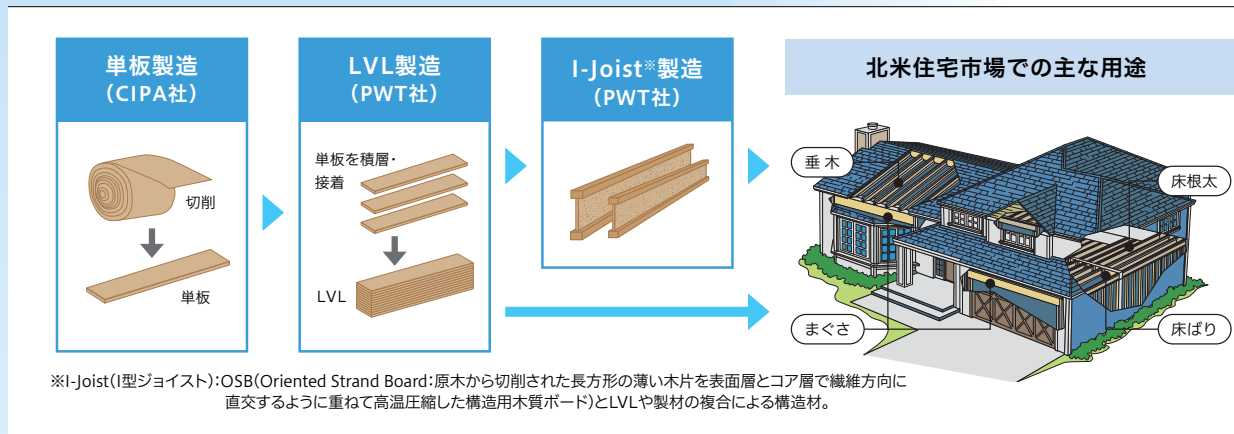 単板製造
(CIPA社)
切削
単板
LVL製造
(PWT社)
単板を積層・
接着
LVL
I-Joist※製造
(PWT社)
北米住宅市場での主な用途
垂木
床根太
まぐさ
床ばり
※I-Joist(I型ジョイスト):OSB(Oriented Strand Board:原木から切削された長方形の薄い木片を表面層とコア層で繊維方向に
直交するように重ねて高温圧縮した構造用木質ボード)とLVLや製材の複合による構造材。